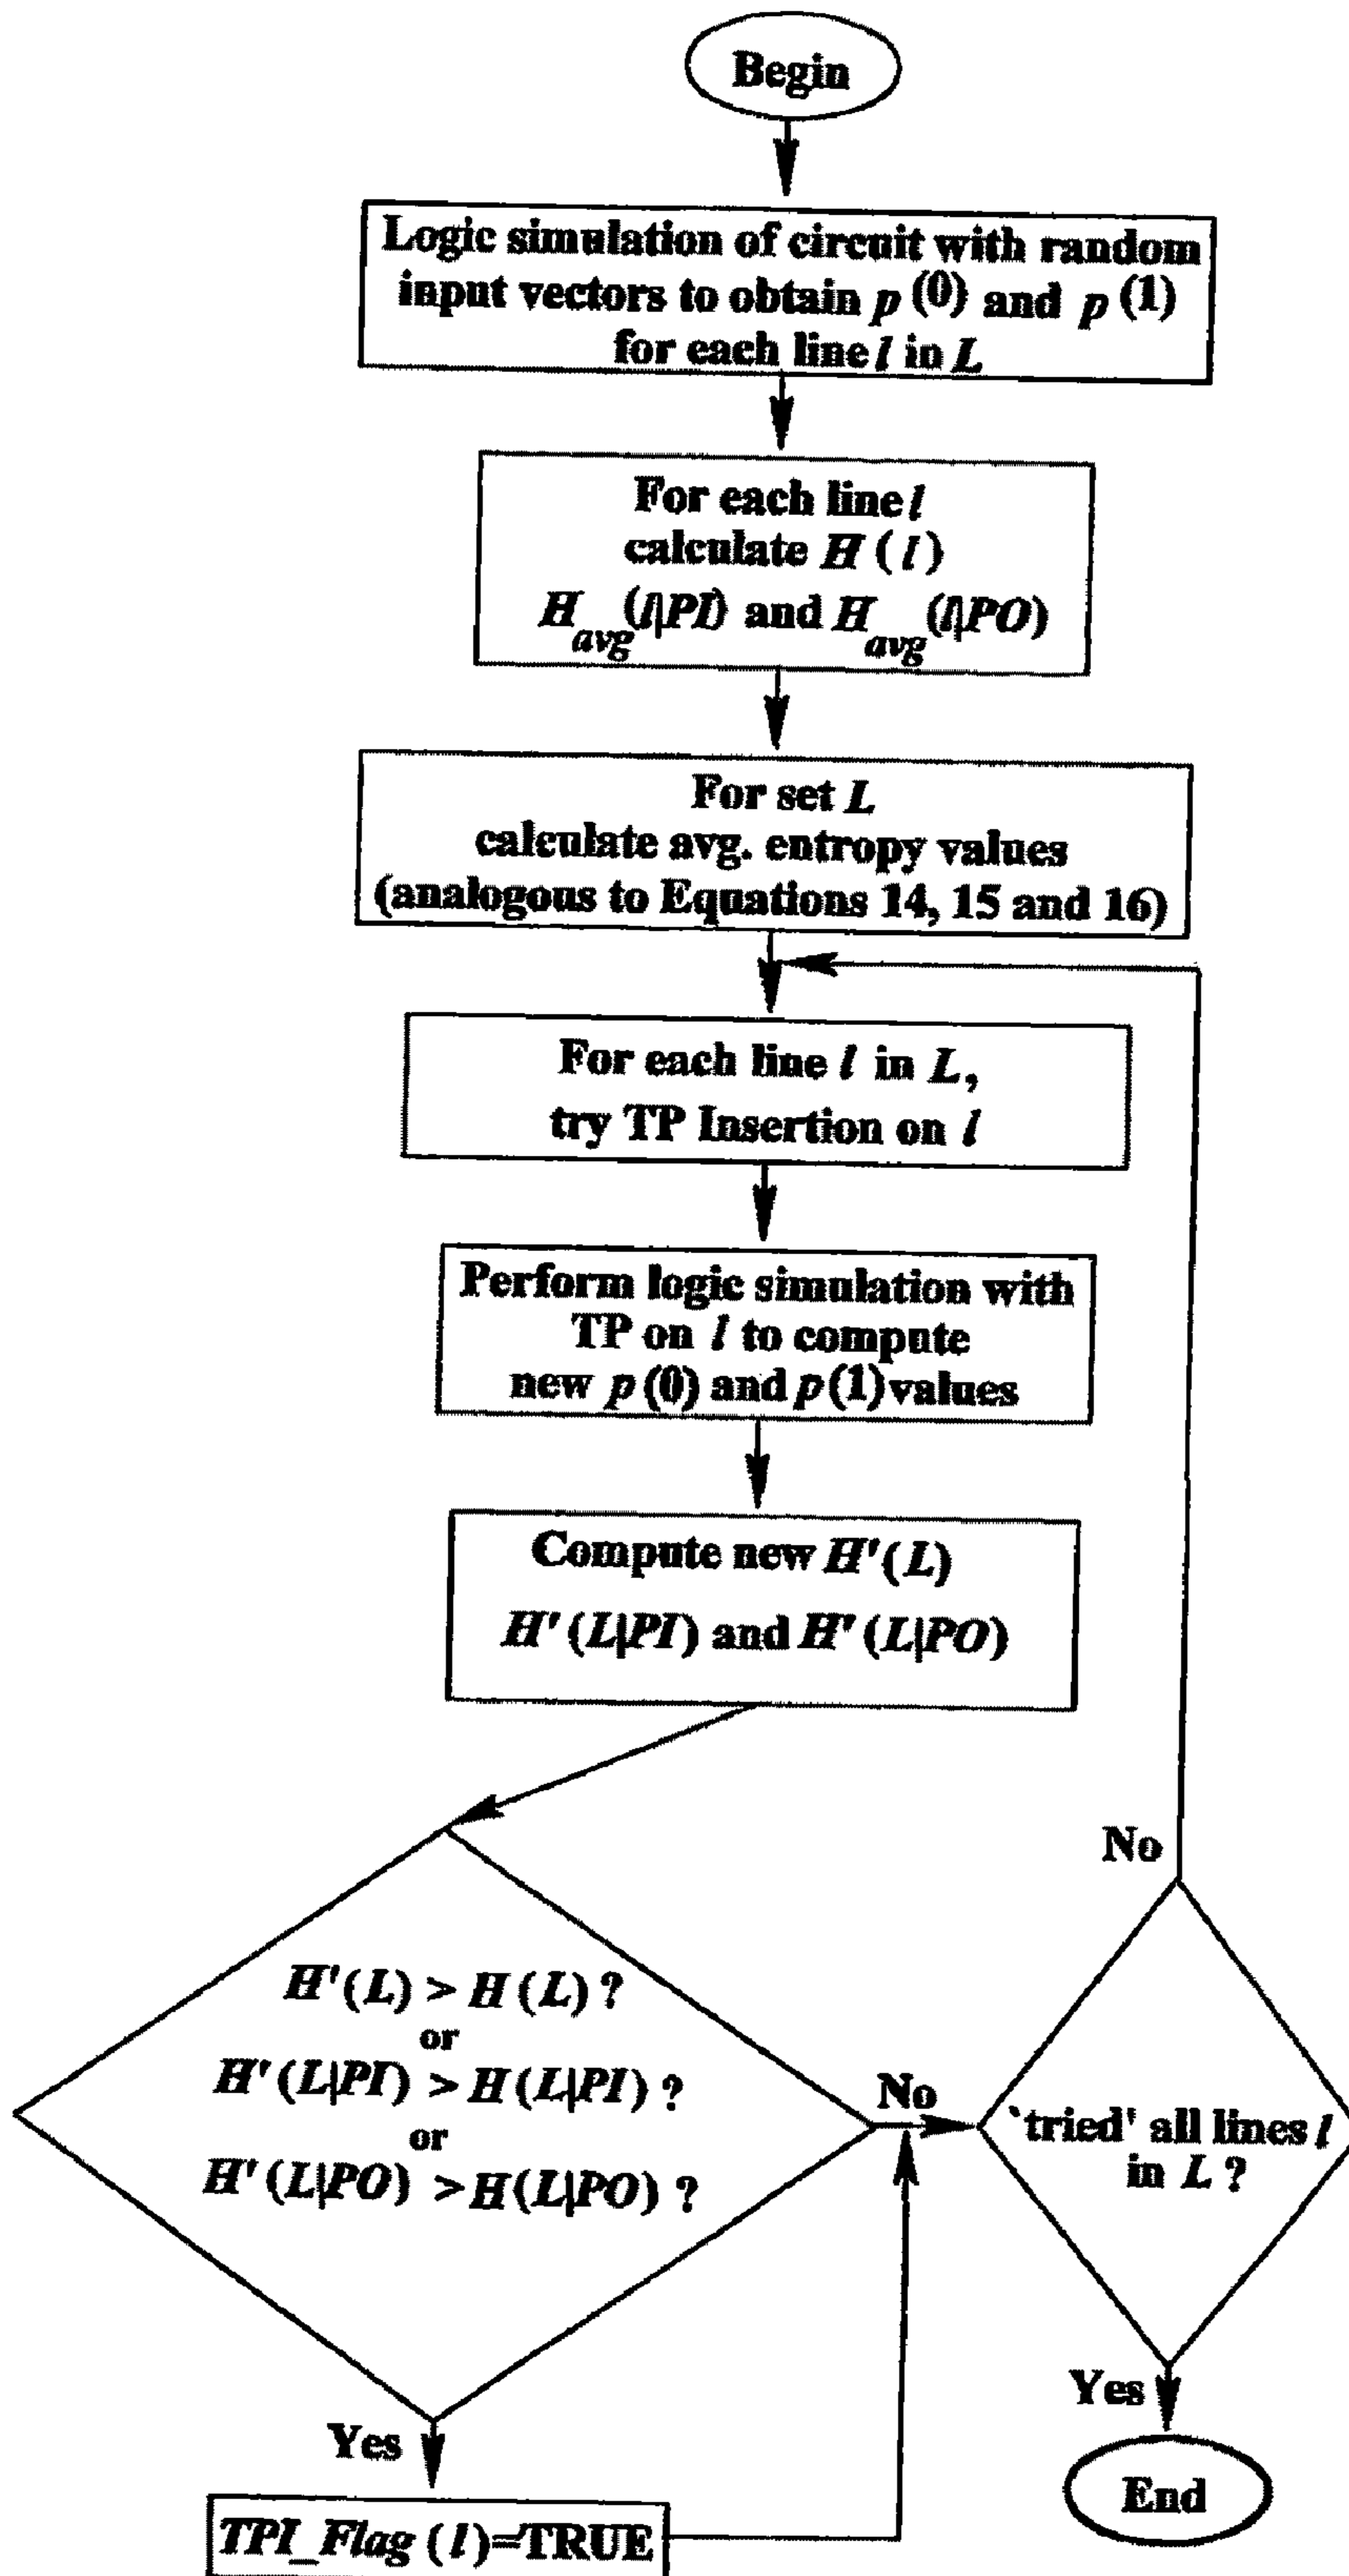 Begin
Logic simulation of circuit with random
input vectors to obtain p (0) and p (1)
for each line l in L
For each line l
calculate H ( l )
H avg (l|PI) and H avg (l|PO)
For set L
calculate avg. entropy values
(analogous to Equations 14, 15 and 16)
For each line l in L,
try TP Insertion on l
Perform logic simulation with
TP on l to compute
new p (0) and p (1) values
Compute new H' (L)
H' (L|PI) and H' (L|PO)
H' (L) > H (L) ?
or
H' (L|PI) > H (L|PI) ?
or
H' (L|PO) > H (L|PO) ?
No
Yes
TPI_Flag ( l )=TRUE
No
`tried' all lines l
in L ?
Yes
End